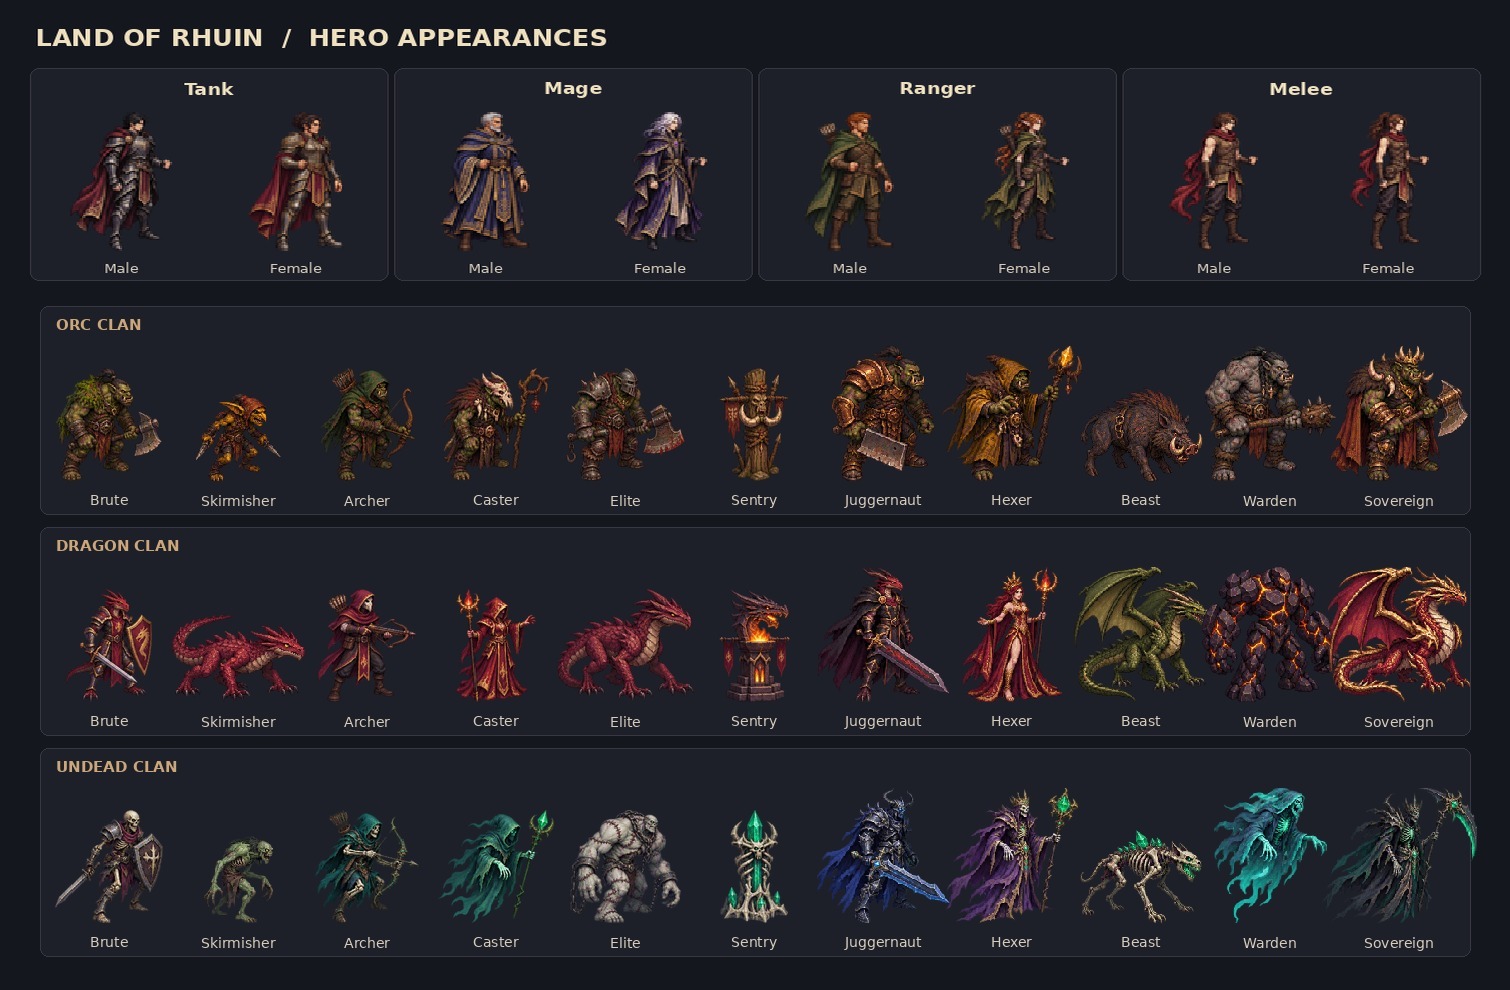 LAND OF RHUIN / HERO APPEARANCES
Tank Mage Ranger Melee
Male Female Male Female Male Female Male Female
ORC CLAN
Brute Skirmisher Archer Caster Elite Sentry Juggernaut Hexer Beast Warden Sovereign
DRAGON CLAN
Brute Skirmisher Archer Caster Elite Sentry Juggernaut Hexer Beast Warden Sovereign
UNDEAD CLAN
Brute Skirmisher Archer Caster Elite Sentry Juggernaut Hexer Beast Warden Sovereign